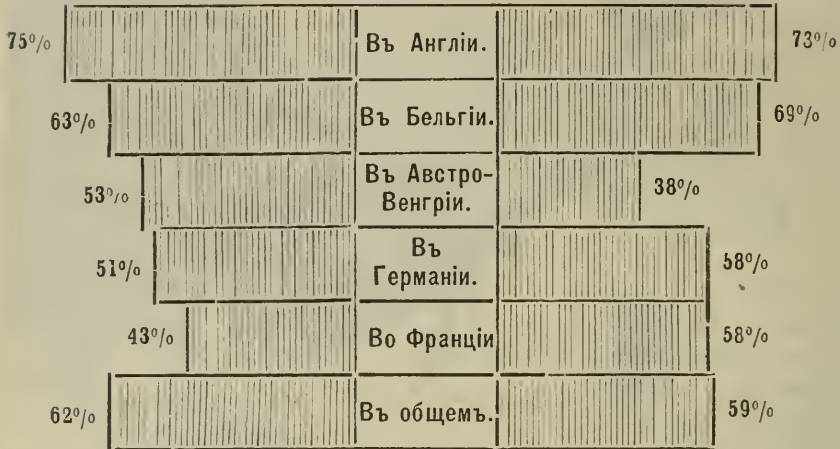 75% Въ Англіи. 73%
63% Въ Бельгіи. 69%
53% Въ Австро-
Венгріи. 38%
51% Въ
Германіи. 58%
43% Во Франціи 58%
62% Въ общемъ. 59%